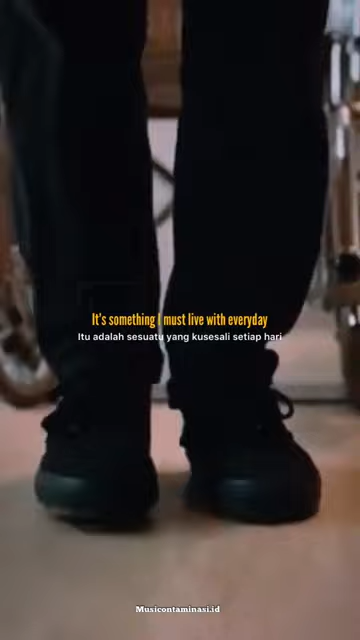 It's something I must live with everyday
Itu adalah sesuatu yang kusesali setiap hari
Musicontaminasi.id